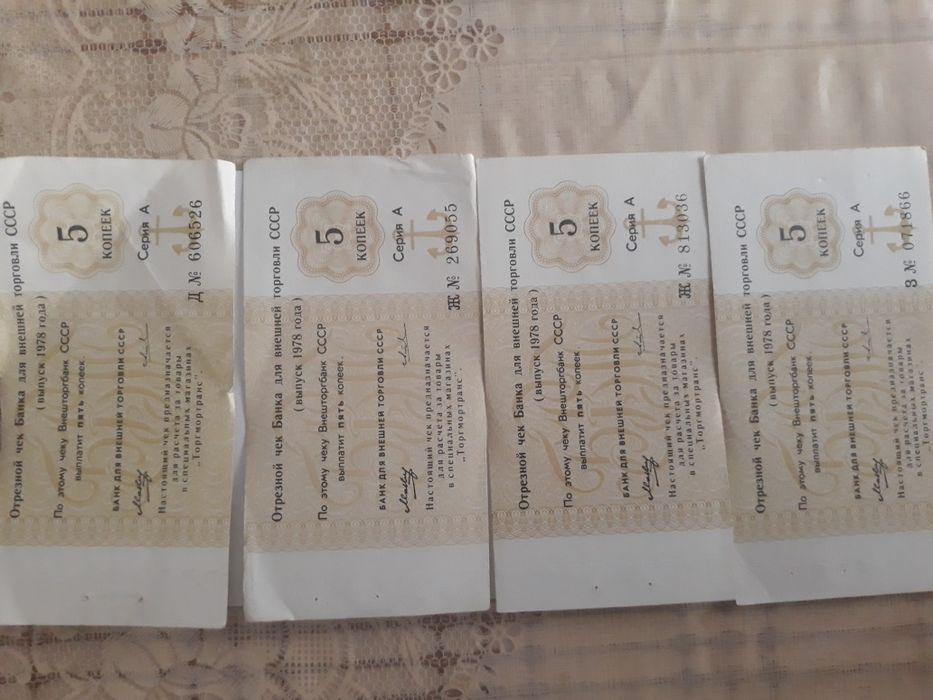 Отрезной чек Банка для внешней торговли СССР
( выпуск 1978 года )
5
КОПЕЕК
По этому чеку Внешторгбанк СССР
выплатит пять копеек.
Серия А
БАНК ДЛЯ ВНЕШНЕЙ ТОРГОВЛИ СССР
Д № 606526
Настоящий чек предназначается
для расчета за товары
в специальных магазинах
„Торгмортранс“
Отрезной чек Банка для внешней торговли СССР
( выпуск 1978 года )
5
КОПЕЕК
По этому чеку Внешторгбанк СССР
выплатит пять копеек.
Серия А
БАНК ДЛЯ ВНЕШНЕЙ ТОРГОВЛИ СССР
Ж № 269055
Настоящий чек предназначается
для расчета за товары
в специальных магазинах
„Торгмортранс“
Отрезной чек Банка для внешней торговли СССР
( выпуск 1978 года )
5
КОПЕЕК
По этому чеку Внешторгбанк СССР
выплатит пять копеек.
Серия А
БАНК ДЛЯ ВНЕШНЕЙ ТОРГОВЛИ СССР
Ж № 813036
Настоящий чек предназначается
для расчета за товары
в специальных магазинах
„Торгмортранс“
Отрезной чек Банка для внешней торговли СССР
( выпуск 1978 года )
5
КОПЕЕК
По этому чеку Внешторгбанк СССР
выплатит пять копеек.
Серия А
БАНК ДЛЯ ВНЕШНЕЙ ТОРГОВЛИ СССР
З № 071866
Настоящий чек предназначается
для расчета за товары
в специальных магазинах
„Торгмортранс“